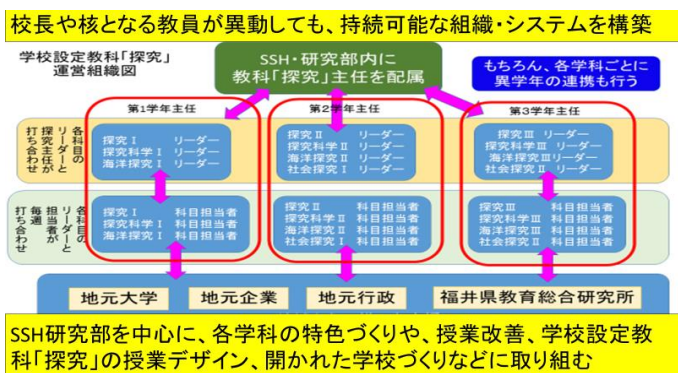 校長や核となる教員が異動しても、持続可能な組織・システムを構築
学校設定教科「探究」
運営組織図
SSH・研究部内に
教科「探究」主任を配属
もちろん、各学科ごとに
異学年の連携も行う
第1学年主任
第2学年主任
第3学年主任
各科目の
リーダーと
探究主任が
打ち合わせ
探究Ⅰ リーダー
探究科学Ⅰ リーダー
海洋探究Ⅰ リーダー
探究Ⅱ リーダー
探究科学Ⅱ リーダー
海洋探究Ⅱ リーダー
社会探究Ⅰ リーダー
探究Ⅲ リーダー
探究科学Ⅲ リーダー
海洋探究Ⅲ リーダー
社会探究Ⅱ リーダー
各科目の
リーダーと
担当者が
毎週
打ち合わせ
探究Ⅰ 科目担当者
探究科学Ⅰ 科目担当者
海洋探究Ⅰ 科目担当者
探究Ⅱ 科目担当者
探究科学Ⅱ 科目担当者
海洋探究Ⅱ 科目担当者
社会探究Ⅰ 科目担当者
探究Ⅲ 科目担当者
探究科学Ⅲ 科目担当者
海洋探究Ⅲ 科目担当者
社会探究Ⅱ 科目担当者
地元大学
地元企業
地元行政
福井県教育総合研究所
SSH研究部を中心に、各学科の特色づくりや、授業改善、学校設定教
科「探究」の授業デザイン、開かれた学校づくりなどに取り組む